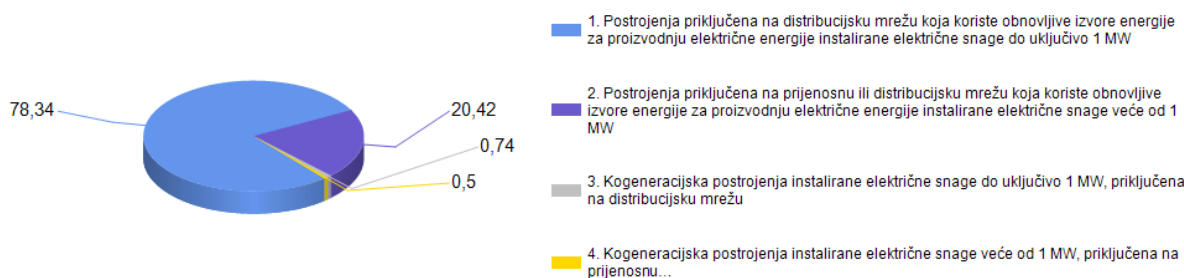 78,34
20,42
0,74
0,5
1. Postrojenja priključena na distribucijsku mrežu koja koriste obnovljive izvore energije
za proizvodnju električne energije instalirane električne snage do uključivo 1 MW
2. Postrojenja priključena na prijenosnu ili distribucijsku mrežu koja koriste obnovljive
izvore energije za proizvodnju električne energije instalirane električne snage veće od 1
MW
3. Kogeneracijska postrojenja instalirane električne snage do uključivo 1 MW, priključena
na distribucijsku mrežu
4. Kogeneracijska postrojenja instalirane električne snage veće od 1 MW, priključena na
prijenosnu...